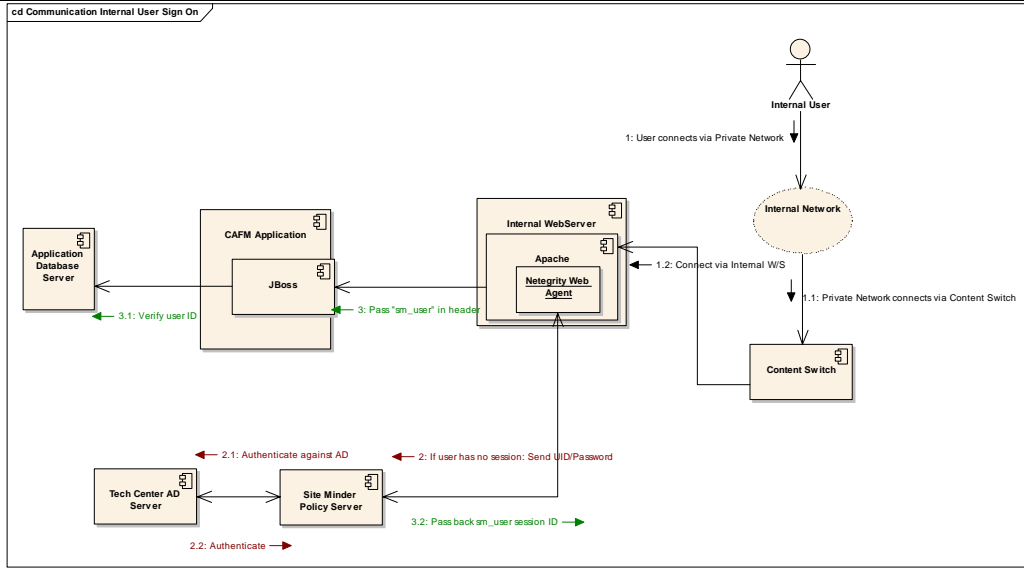 cd Communication Internal User Sign On
Internal User
1: User connects via Private Network
Internal Network
Internal WebServer
CAFM Application
Application
Database
Server
Apache
1.2: Connect via Internal W/S
Netegrity Web
Agent
JBoss
1.1: Private Network connects via Content Switch
3.1: Verify user ID
3: Pass "sm_user" in header
Content Switch
2.1: Authenticate against AD
2: If user has no session: Send UID/Password
Tech Center AD
Server
Site Minder
Policy Server
3.2: Pass back sm_user session ID
2.2: Authenticate